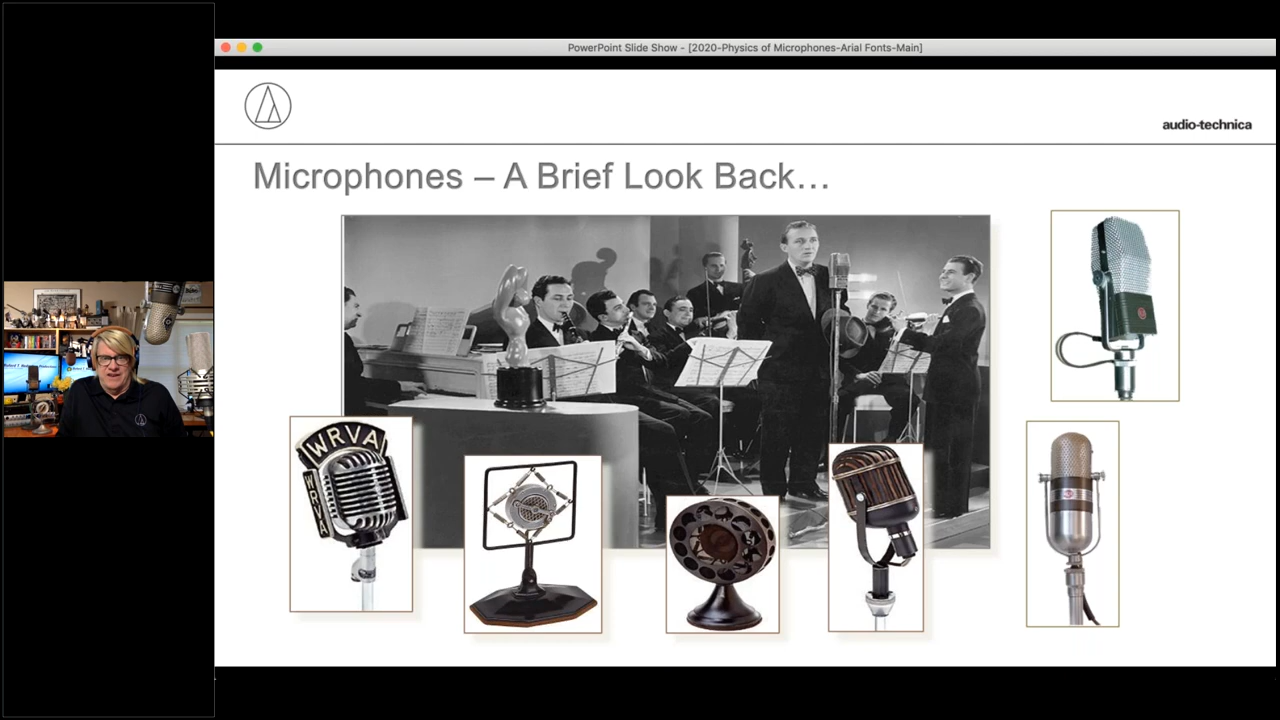 PowerPoint Slide Show - [2020-Physics of Microphones-Arial Fonts-Main]
audio-technica
Microphones – A Brief Look Back…
WRVA
WRVA